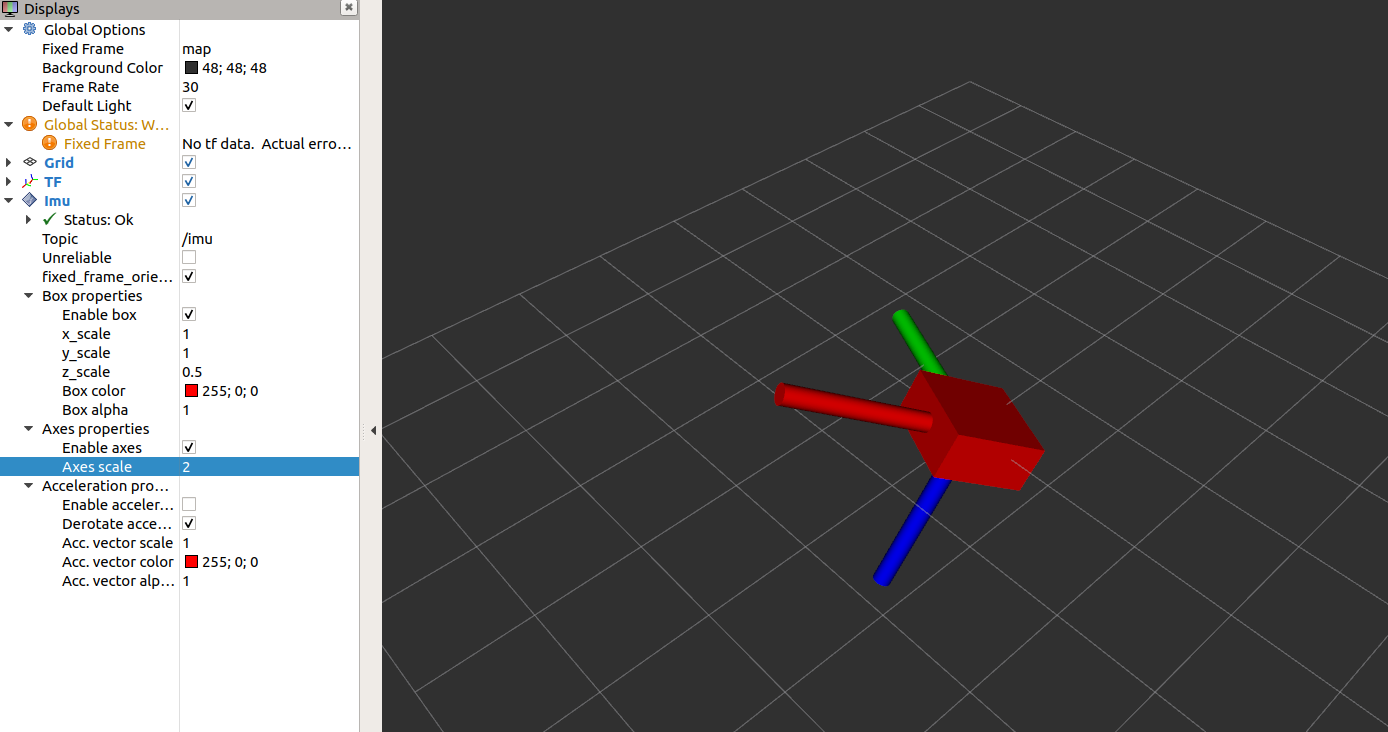 Displays
Global Options
Fixed Frame map
Background Color 48; 48; 48
Frame Rate 30
Default Light
Global Status: W…
Fixed Frame No tf data.  Actual erro…
Grid
TF
Imu
Status: Ok
Topic /imu
Unreliable
fixed_frame_orie…
Box properties
Enable box
x_scale 1
y_scale 1
z_scale 0.5
Box color 255; 0; 0
Box alpha 1
Axes properties
Enable axes
Axes scale 2
Acceleration pro…
Enable acceler…
Derotate acce…
Acc. vector scale 1
Acc. vector color 255; 0; 0
Acc. vector alp… 1